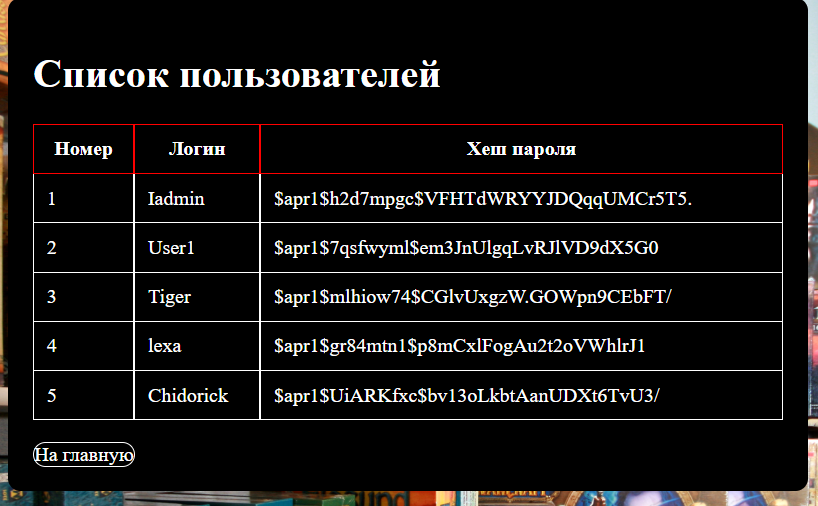 Список пользователей
Номер Логин Хеш пароля
1 Iadmin $apr1$h2d7mpgc$VFHTdWRYYJDQqqUMCr5T5.
2 User1 $apr1$7qsfwyml$em3JnUlgqLvRJlVD9dX5G0
3 Tiger $apr1$mlhiow74$CGlvUxgzW.GOWpn9CEbFT/
4 lexa $apr1$gr84mtn1$p8mCxlFogAu2t2oVWhlrJ1
5 Chidorick $apr1$UiARKfxc$bv13oLkbtAanUDXt6TvU3/
На главную